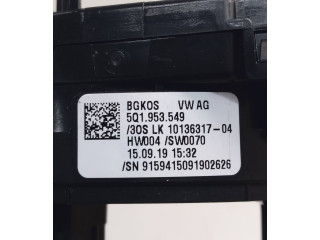 BGKOS VW AG
5Q1.953.549
/3OS LK 10136317-04
HW004 /SW0070
15.09.19 15:32
/SN 9159415091902626